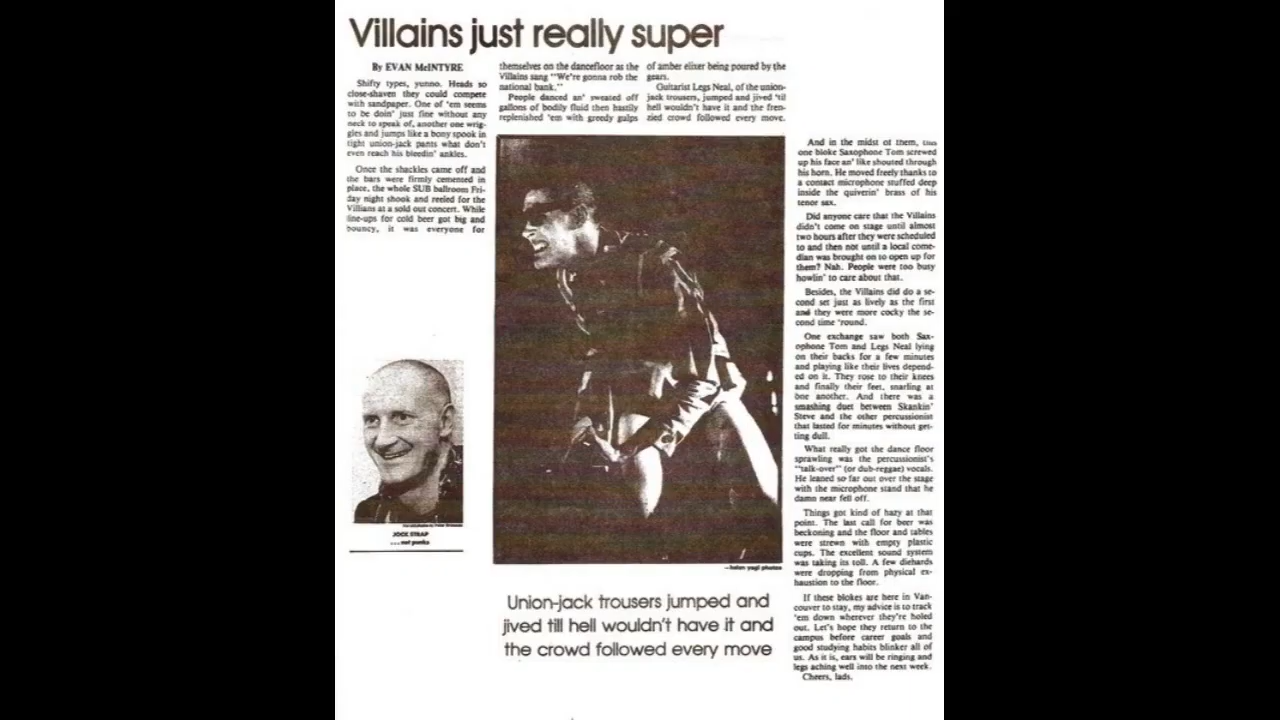 Villains just really super
By EVAN McINTYRE
Shifty types, yunno. Heads so
close-shaven they could compete
with sandpaper. One of 'em seems
to be doin' just fine without any
neck to speak of, another one wrig-
gles and jumps like a bony spook in
tight union-jack pants what don't
even reach his bleedin' ankles.
Once the shackles came off and
the bars were firmly cemented in
place, the whole SUB ballroom Fri-
day night shook and reeled for the
Villians at a sold out concert. While
line-ups for cold beer got big and
bouncy, it was everyone for
themselves on the dancefloor as the
Villains sang "We're gonna rob the
national bank."
People danced an' sweated off
gallons of bodily fluid then hastily
replenished 'em with greedy gulps
of amber elixer being poured by the
gears.
Guitarist Legs Neal, of the union-
jack trousers, jumped and jived 'til
hell wouldn't have it and the fren-
zied crowd followed every move.
And in the midst of them, this
one bloke Saxophone Tom screwed
up his face an' like shouted through
his horn. He moved freely thanks to
a contact microphone stuffed deep
inside the quiverin' brass of his
tenor sax.
Did anyone care that the Villains
didn't come on stage until almost
two hours after they were scheduled
to and then not until a local come-
dian was brought on to open up for
them? Nah. People were too busy
howlin' to care about that.
Besides, the Villains did do a se-
cond set just as lively as the first
and they were more cocky the se-
cond time 'round.
One exchange saw both Sax-
ophone Tom and Legs Neal lying
on their backs for a few minutes
and playing like their lives depend-
ed on it. They rose to their knees
and finally their feet, snarling at
one another. And there was a
smashing duet between Skankin'
Steve and the other percussionist
that lasted for minutes without get-
ting dull.
What really got the dance floor
sprawling was the percussionist's
"talk-over" (or dub-reggae) vocals.
He leaned so far out over the stage
with the microphone stand that he
damn near fell off.
Things got kind of hazy at that
point. The last call for beer was
beckoning and the floor and tables
were strewn with empty plastic
cups. The excellent sound system
was taking its toll. A few diehards
were dropping from physical ex-
haustion to the floor.
If these blokes are here in Van-
couver to stay, my advice is to track
'em down wherever they're holed
out. Let's hope they return to the
campus before career goals and
good studying habits blinker all of
us. As it is, ears will be ringing and
legs aching well into the next week.
Cheers, lads.
JOCK STRAP
...not punks
—helen yagi photos
Union-jack trousers jumped and
jived till hell wouldn't have it and
the crowd followed every move